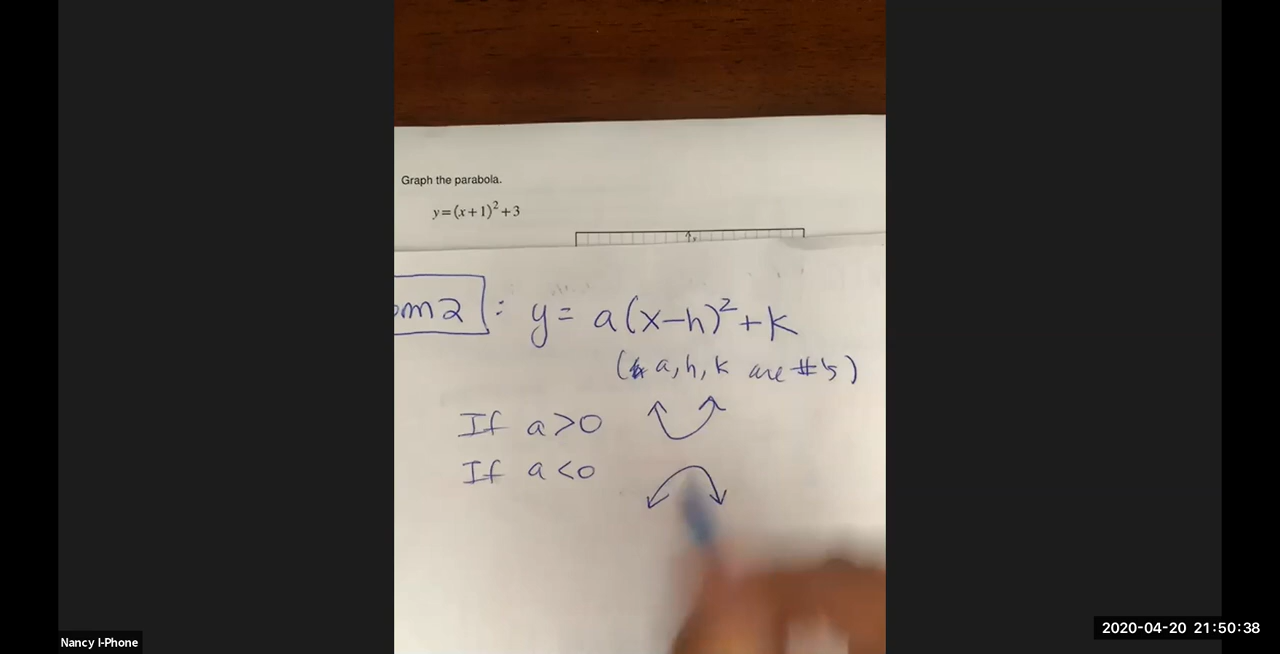 Graph the parabola.
y=(x+1)²+3
y
om2 : y = a(x-h)²+k
(a, h, k are #'s)
If a>0
If a<0
Nancy I-Phone
2020-04-20 21:50:38